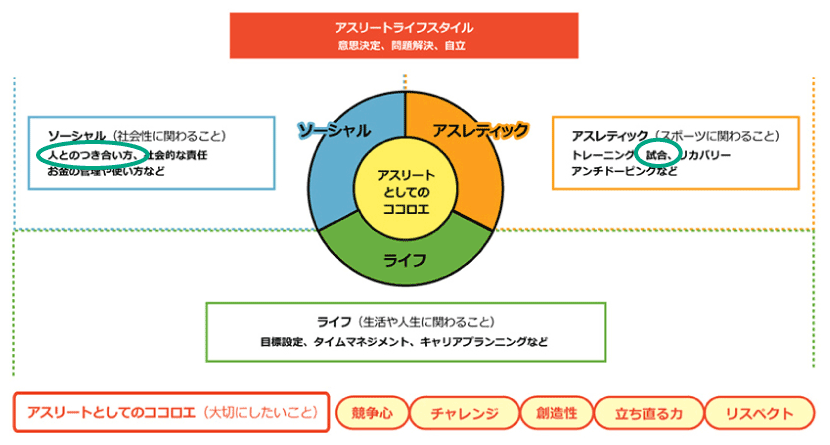 アスリートライフスタイル
意思決定、問題解決、自立
ソーシャル（社会性に関わること）
人とのつき合い方、社会的な責任
お金の管理や使い方など
ソーシャル
アスレティック
アスリート
としての
ココロエ
ライフ
アスレティック（スポーツに関わること）
トレーニング、試合、リカバリー
アンチドーピングなど
ライフ（生活や人生に関わること）
目標設定、タイムマネジメント、キャリアプランニングなど
アスリートとしてのココロエ（大切にしたいこと）
競争心
チャレンジ
創造性
立ち直る力
リスペクト